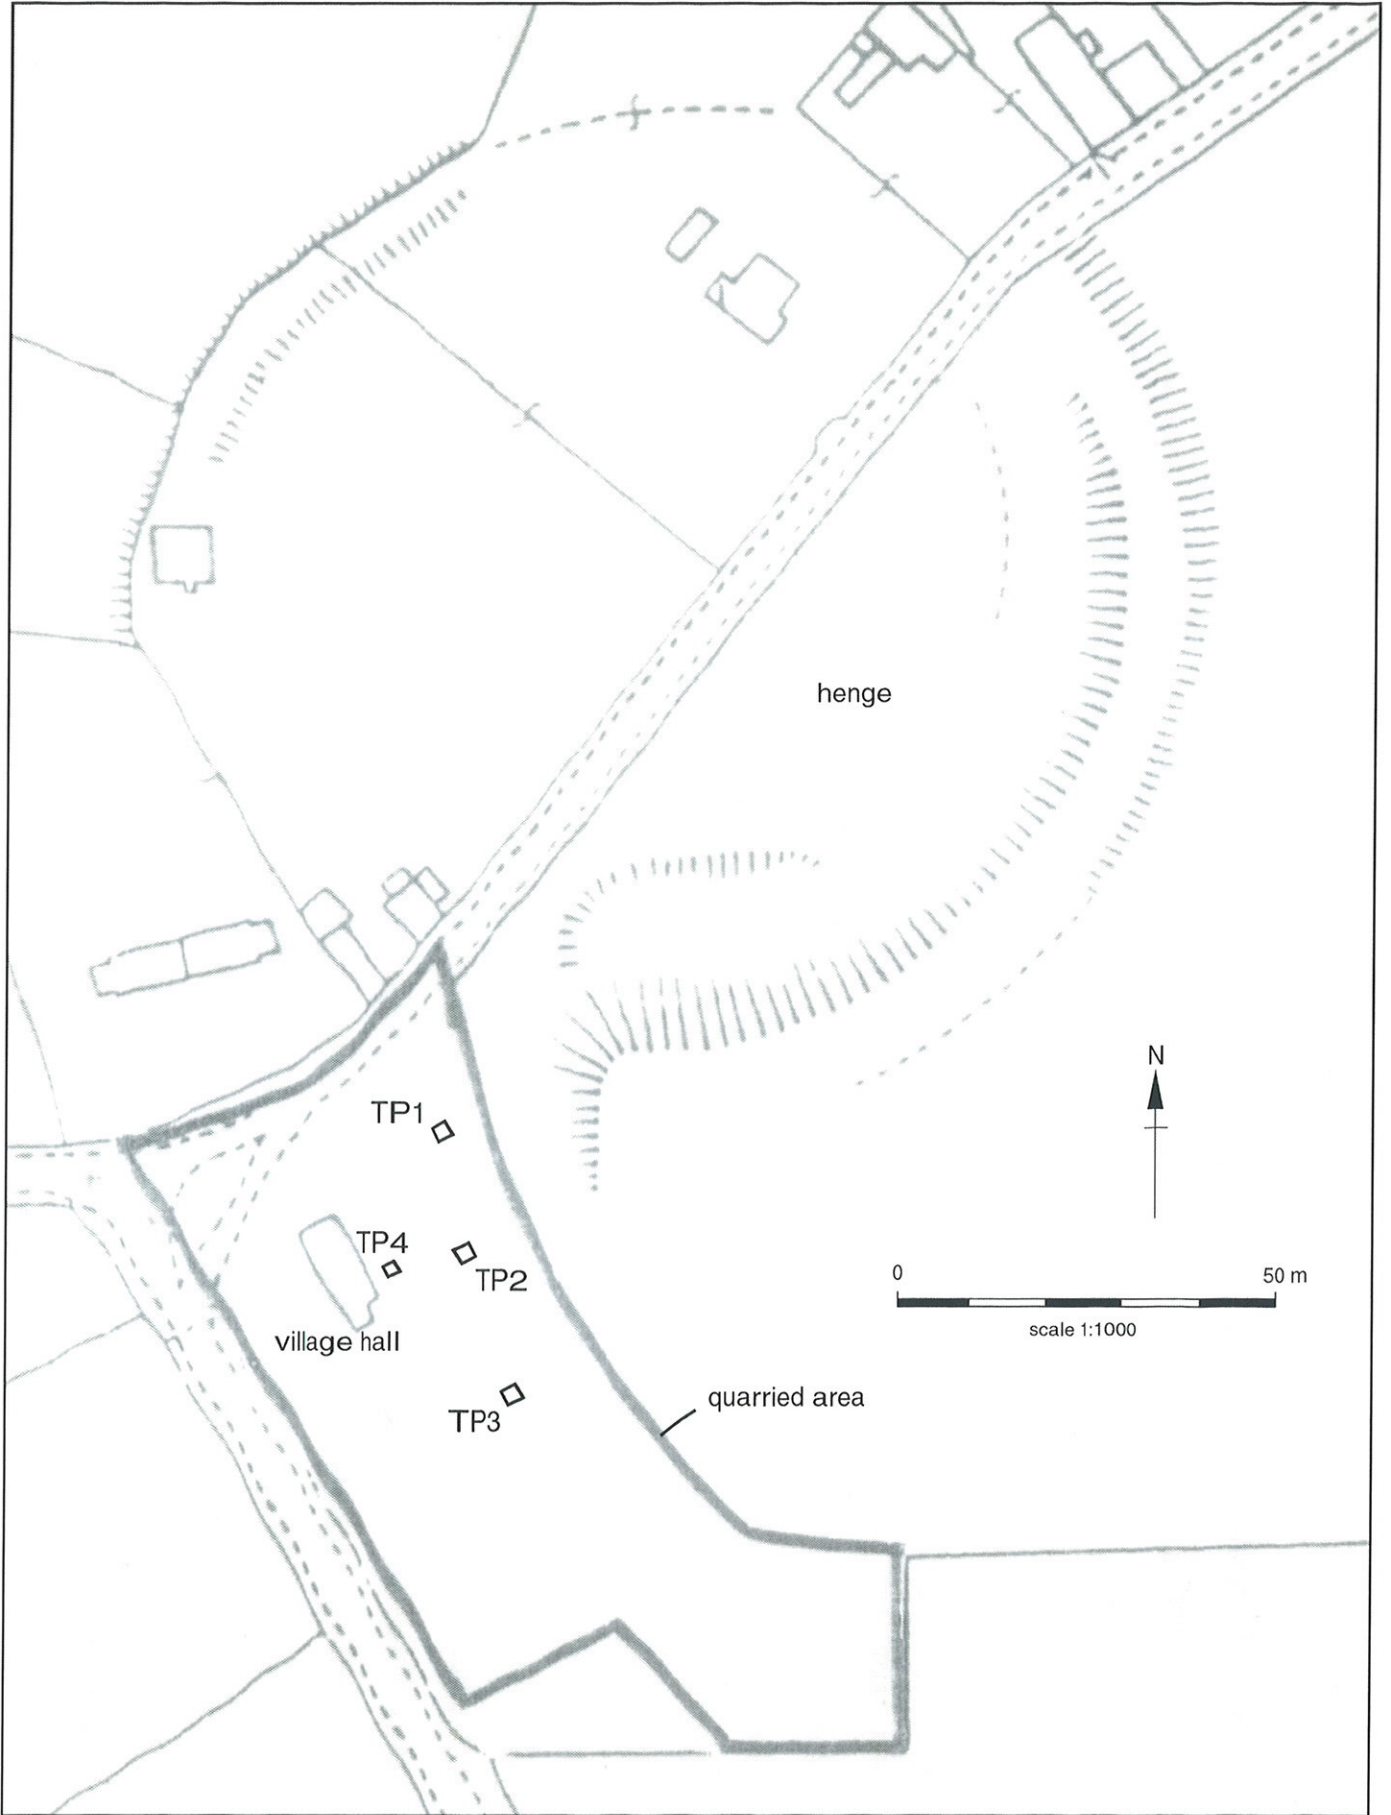 henge
N
TP1
TP4
TP2
village hall
TP3
0
50 m
scale 1:1000
quarried area